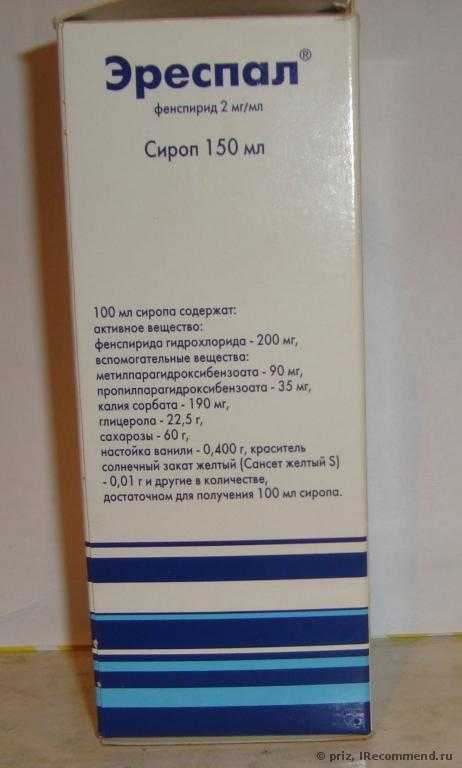 Эреспал®
фенспирид 2 мг/мл
Сироп 150 мл
100 мл сиропа содержат:
активное вещество:
фенспирида гидрохлорида - 200 мг,
вспомогательные вещества:
метилпарагидроксибензоата - 90 мг,
пропилпарагидроксибензоата - 35 мг,
калия сорбата - 190 мг,
глицерола - 22,5 г,
сахарозы - 60 г,
настойка ванили - 0,400 г, краситель
солнечный закат желтый (Сансет желтый S)
- 0,01 г и другие в количестве,
достаточном для получения 100 мл сиропа.
© priz, IRecommend.ru